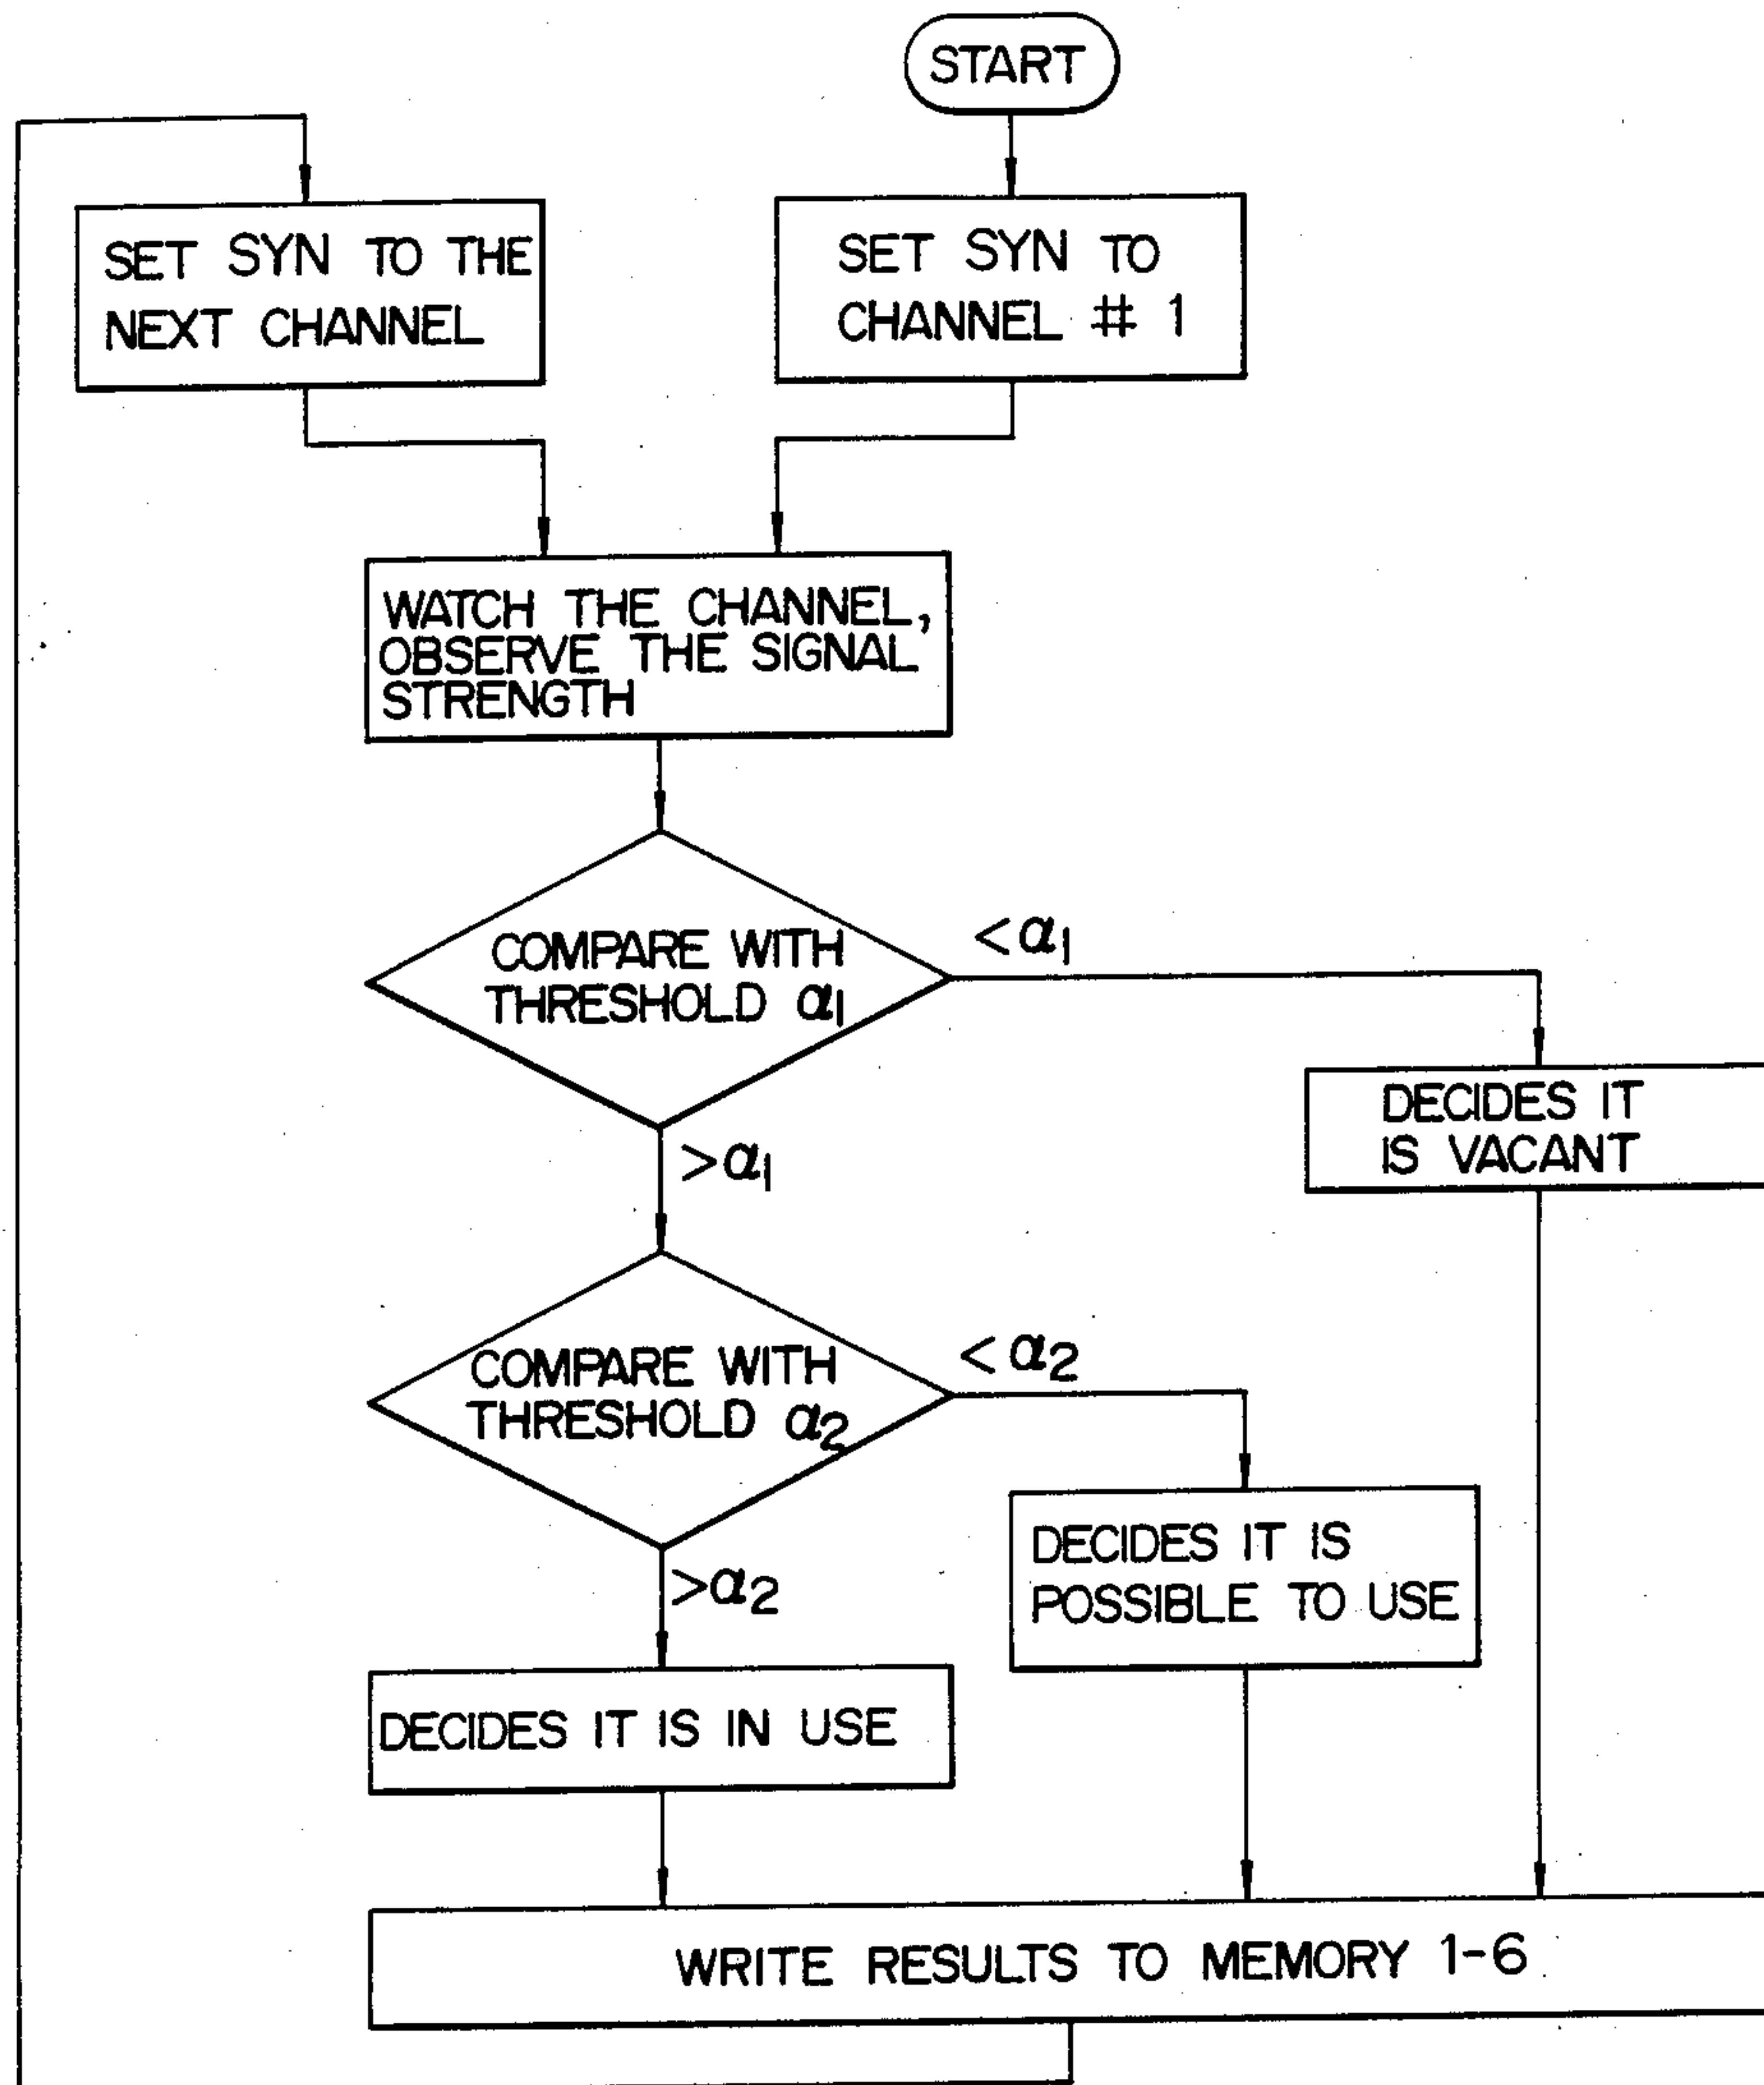 START
SET SYN TO THE
NEXT CHANNEL
SET SYN TO
CHANNEL # 1
WATCH THE CHANNEL,
OBSERVE THE SIGNAL
STRENGTH
COMPARE WITH
THRESHOLD α1
<α1
>α1
DECIDES IT
IS VACANT
COMPARE WITH
THRESHOLD α2
<α2
>α2
DECIDES IT IS
POSSIBLE TO USE
DECIDES IT IS IN USE
WRITE RESULTS TO MEMORY 1-6